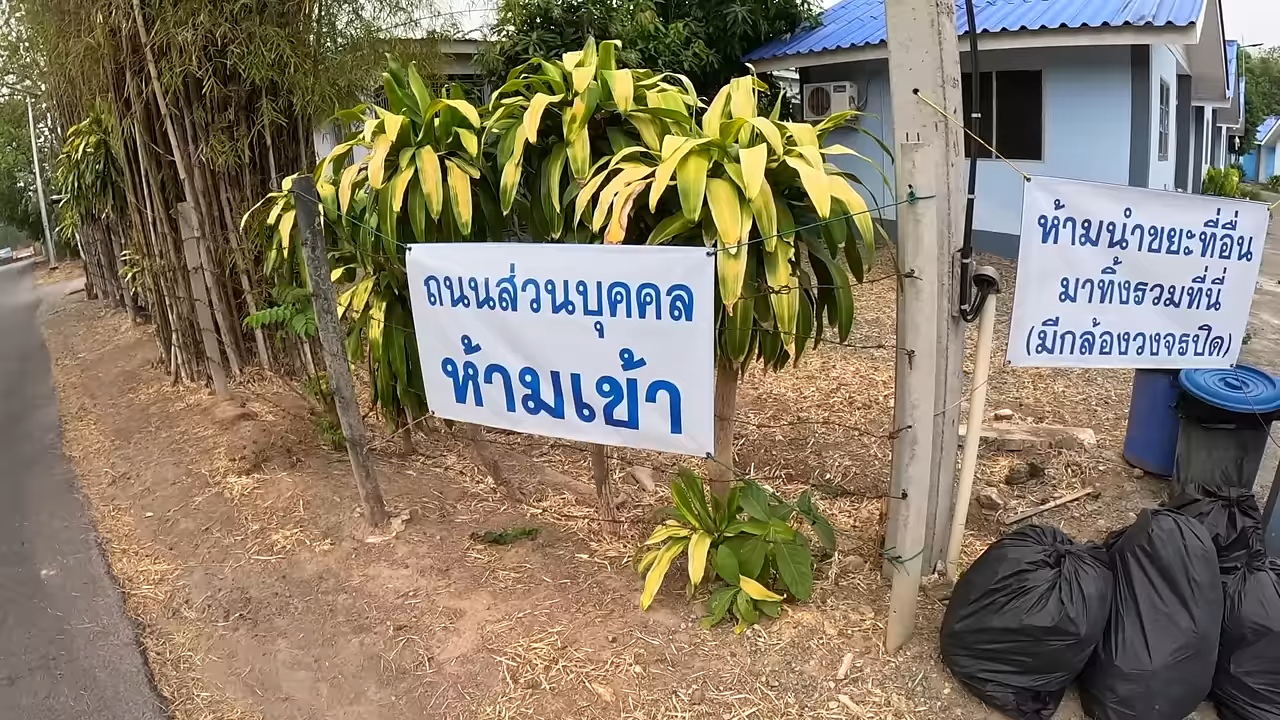 ถนนส่วนบุคคล
ห้ามเข้า
ห้ามนำขยะที่อื่น
มาทิ้งรวมที่นี่
(มีกล้องวงจรปิด)